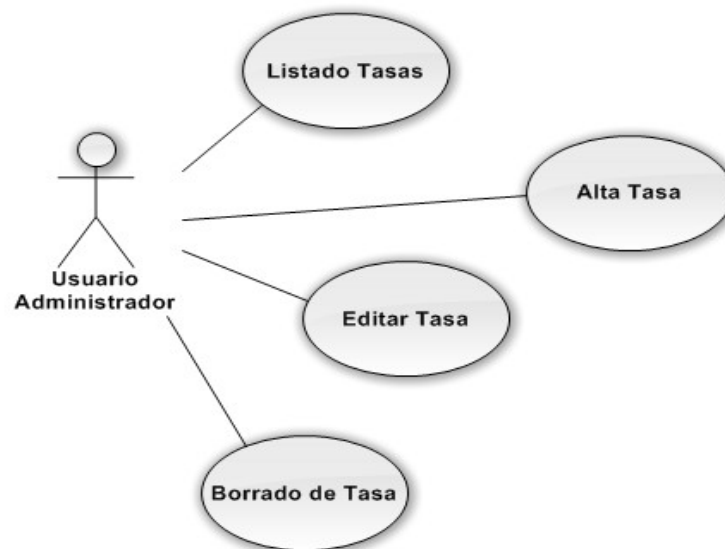 Listado Tasas
Alta Tasa
Usuario
Administrador
Editar Tasa
Borrado de Tasa